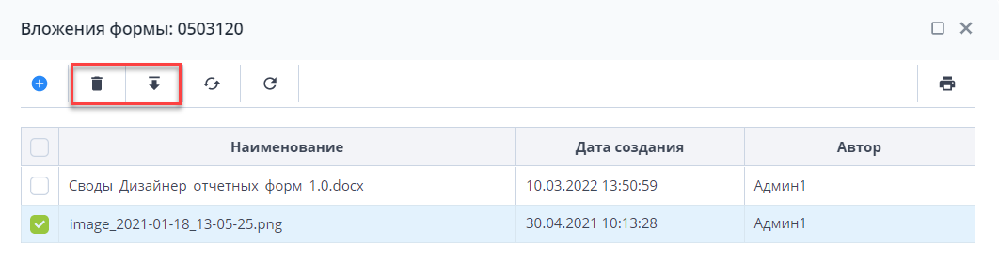 Вложения формы: 0503120
Наименование Дата создания Автор
Своды_Дизайнер_отчетных_форм_1.0.docx 10.03.2022 13:50:59 Админ1
image_2021-01-18_13-05-25.png 30.04.2021 10:13:28 Админ1